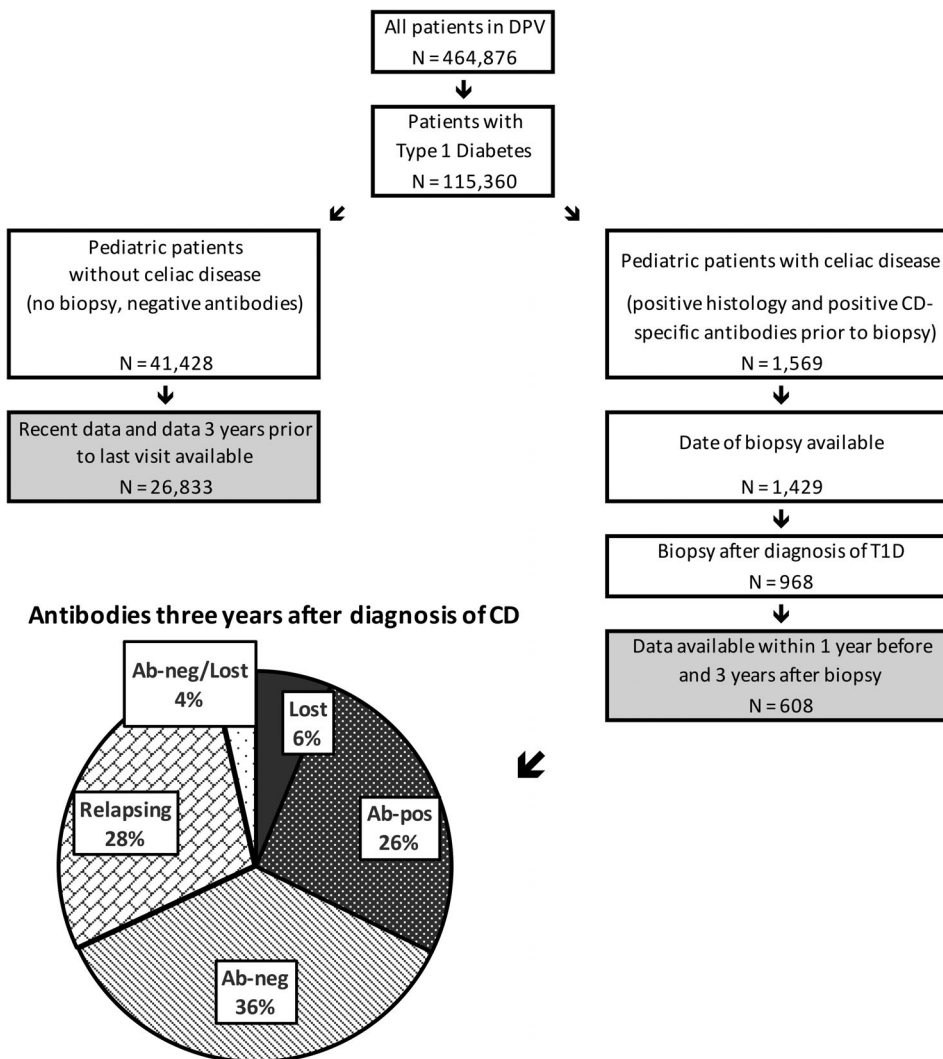 All patients in DPV
N = 464,876
Patients with
Type 1 Diabetes
N = 115,360
Pediatric patients
without celiac disease
(no biopsy, negative antibodies)
N = 41,428
Recent data and data 3 years prior
to last visit available
N = 26,833
Pediatric patients with celiac disease
(positive histology and positive CD-
specific antibodies prior to biopsy)
N = 1,569
Date of biopsy available
N = 1,429
Biopsy after diagnosis of T1D
N = 968
Data available within 1 year before
and 3 years after biopsy
N = 608
Antibodies three years after diagnosis of CD
Ab-neg/Lost
4%
Lost
6%
Relapsing
28%
Ab-pos
26%
Ab-neg
36%